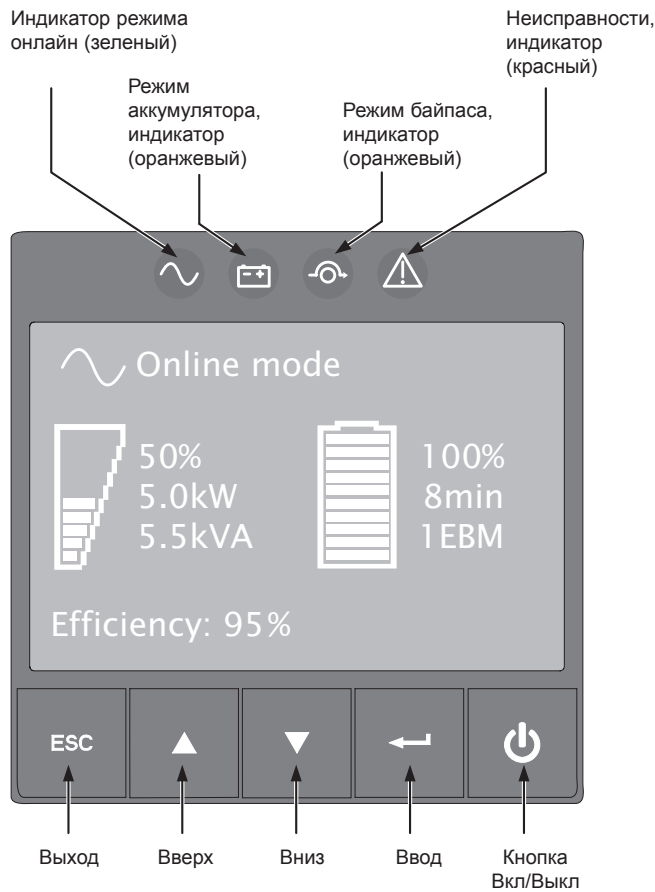 Индикатор режима
онлайн (зеленый)
Режим
аккумулятора,
индикатор
(оранжевый)
Режим байпаса,
индикатор
(оранжевый)
Неисправности,
индикатор
(красный)
Online mode
50%
5.0kW
5.5kVA
100%
8min
1EBM
Efficiency: 95%
ESC
Выход
Вверх
Вниз
Ввод
Кнопка
Вкл/Выкл